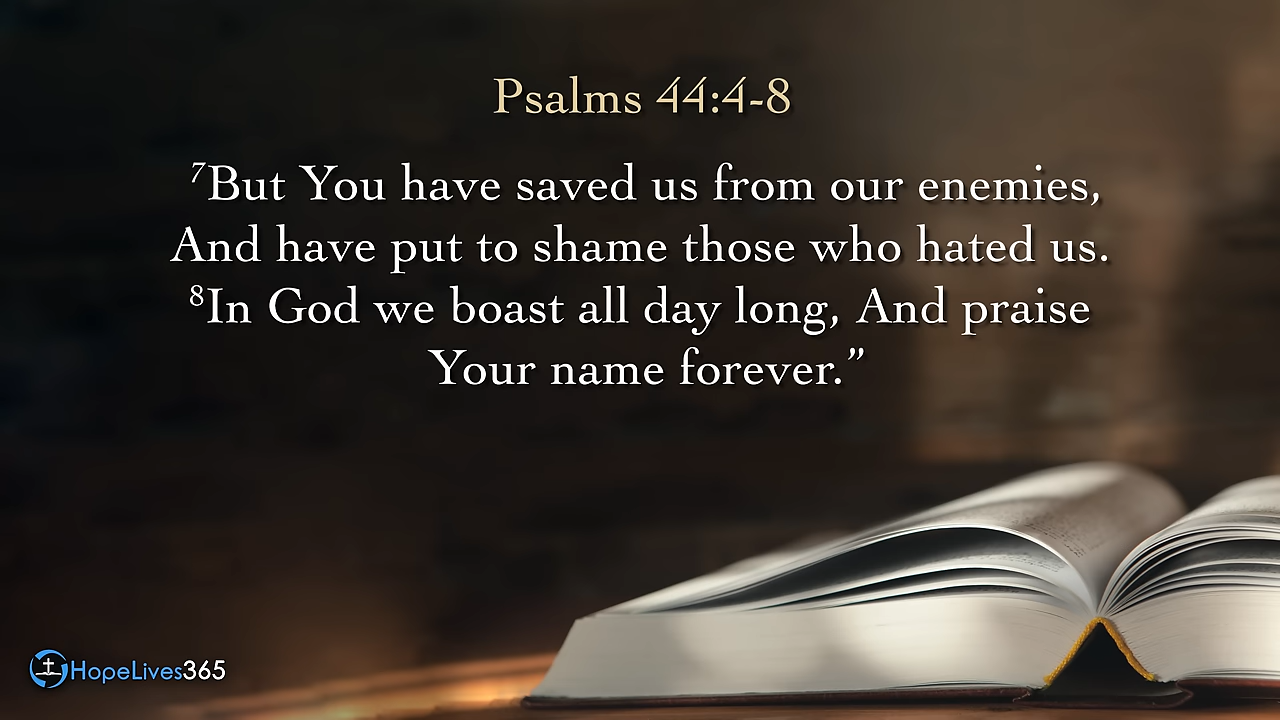 Psalms 44:4-8
⁷But You have saved us from our enemies,
And have put to shame those who hated us.
⁸In God we boast all day long, And praise
Your name forever.”
HopeLives365